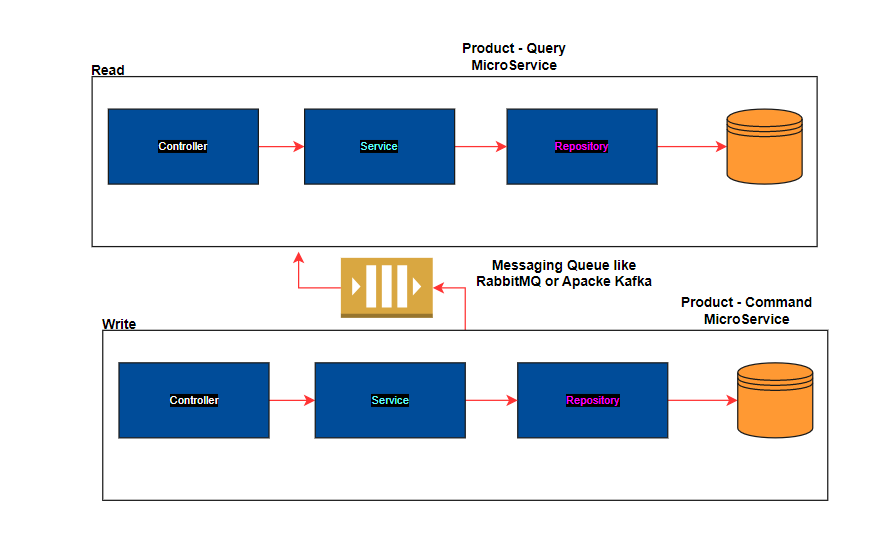 Product - Query
MicroService
Read
Controller
Service
Repository
Messaging Queue like
RabbitMQ or Apacke Kafka
Product - Command
MicroService
Write
Controller
Service
Repository